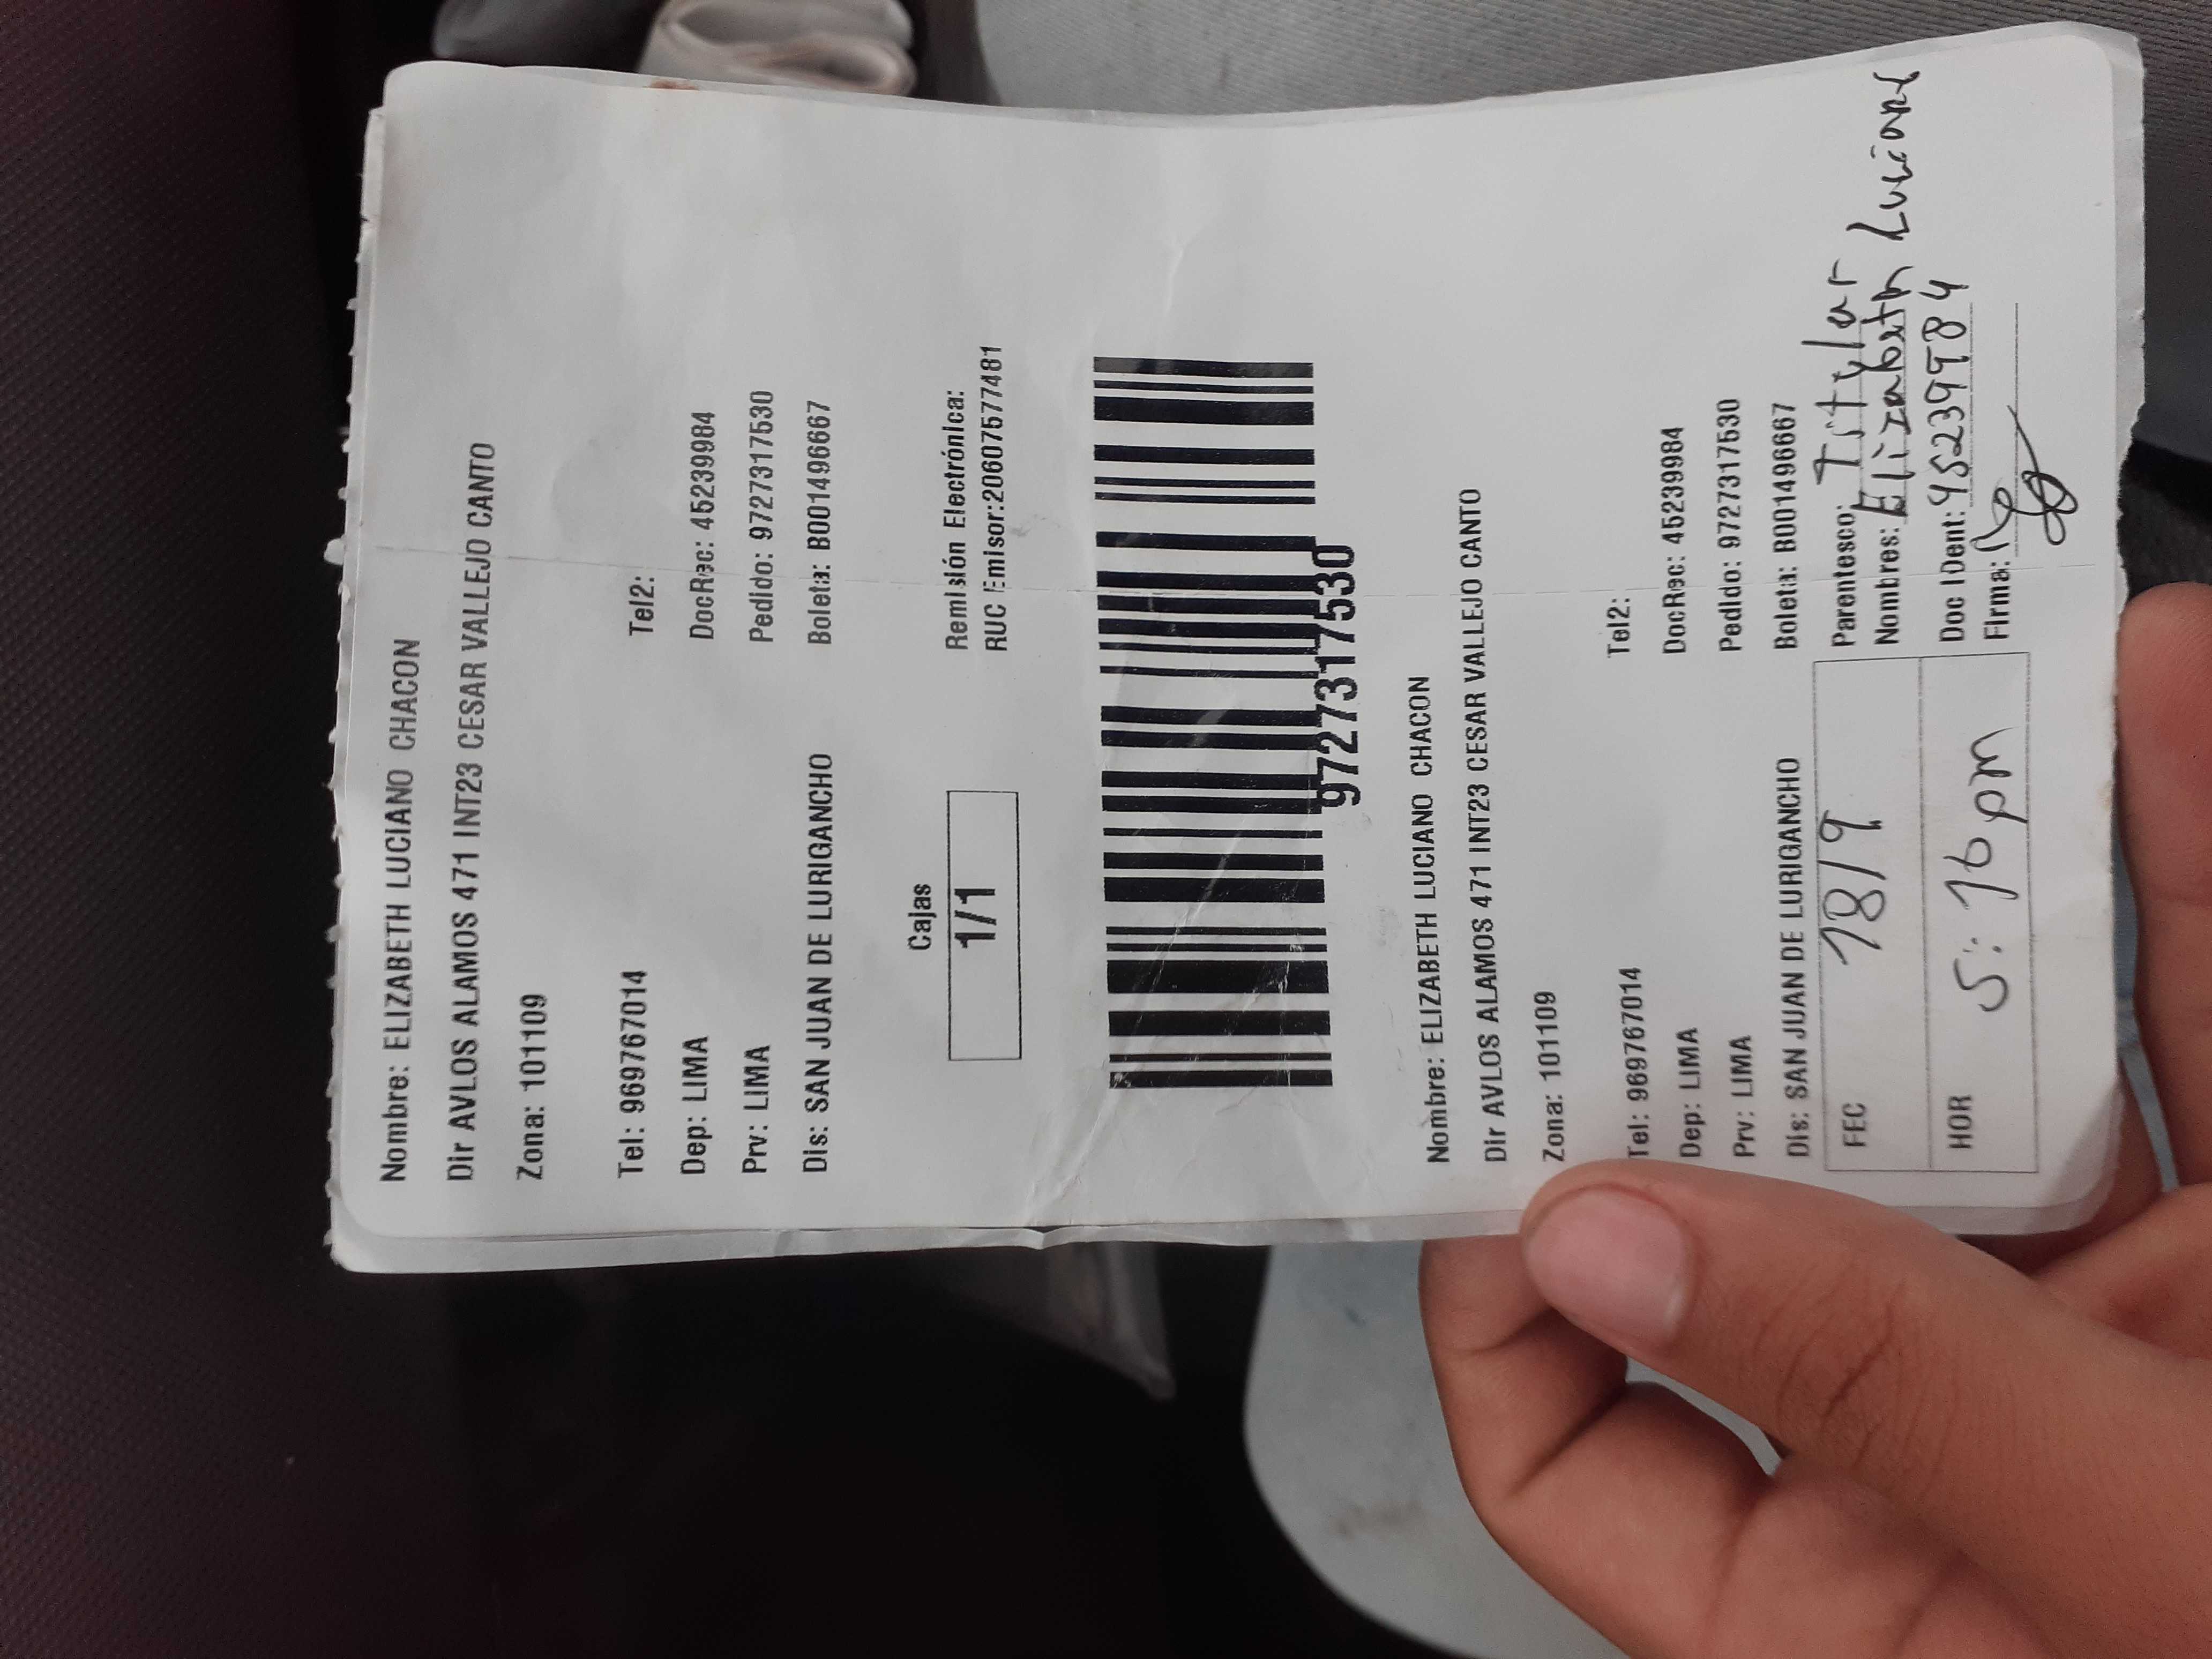 Nombre: ELIZABETH LUCIANO CHACON
Dir AVLOS ALAMOS 471 INT23 CESAR VALLEJO CANTO
Zona: 101109
Tel: 969767014 Tel2:
Dep: LIMA DocRec: 45239984
Prv: LIMA Pedido: 9727317530
Dis: SAN JUAN DE LURIGANCHO Boleta: B001496667
Cajas Remisión Electrónica:
1/1 RUC Emisor:20607577481
9727317530
Nombre: ELIZABETH LUCIANO CHACON
Dir AVLOS ALAMOS 471 INT23 CESAR VALLEJO CANTO
Zona: 101109
Tel: 969767014 Tel2:
Dep: LIMA DocRec: 45239984
Prv: LIMA Pedido: 9727317530
Dis: SAN JUAN DE LURIGANCHO Boleta: B001496667
FEC 18/9 Parentesco: Titular
Nombres: Elizabeth Luciano
HOR 5:16pm Doc Ident: 45239984
Firma: